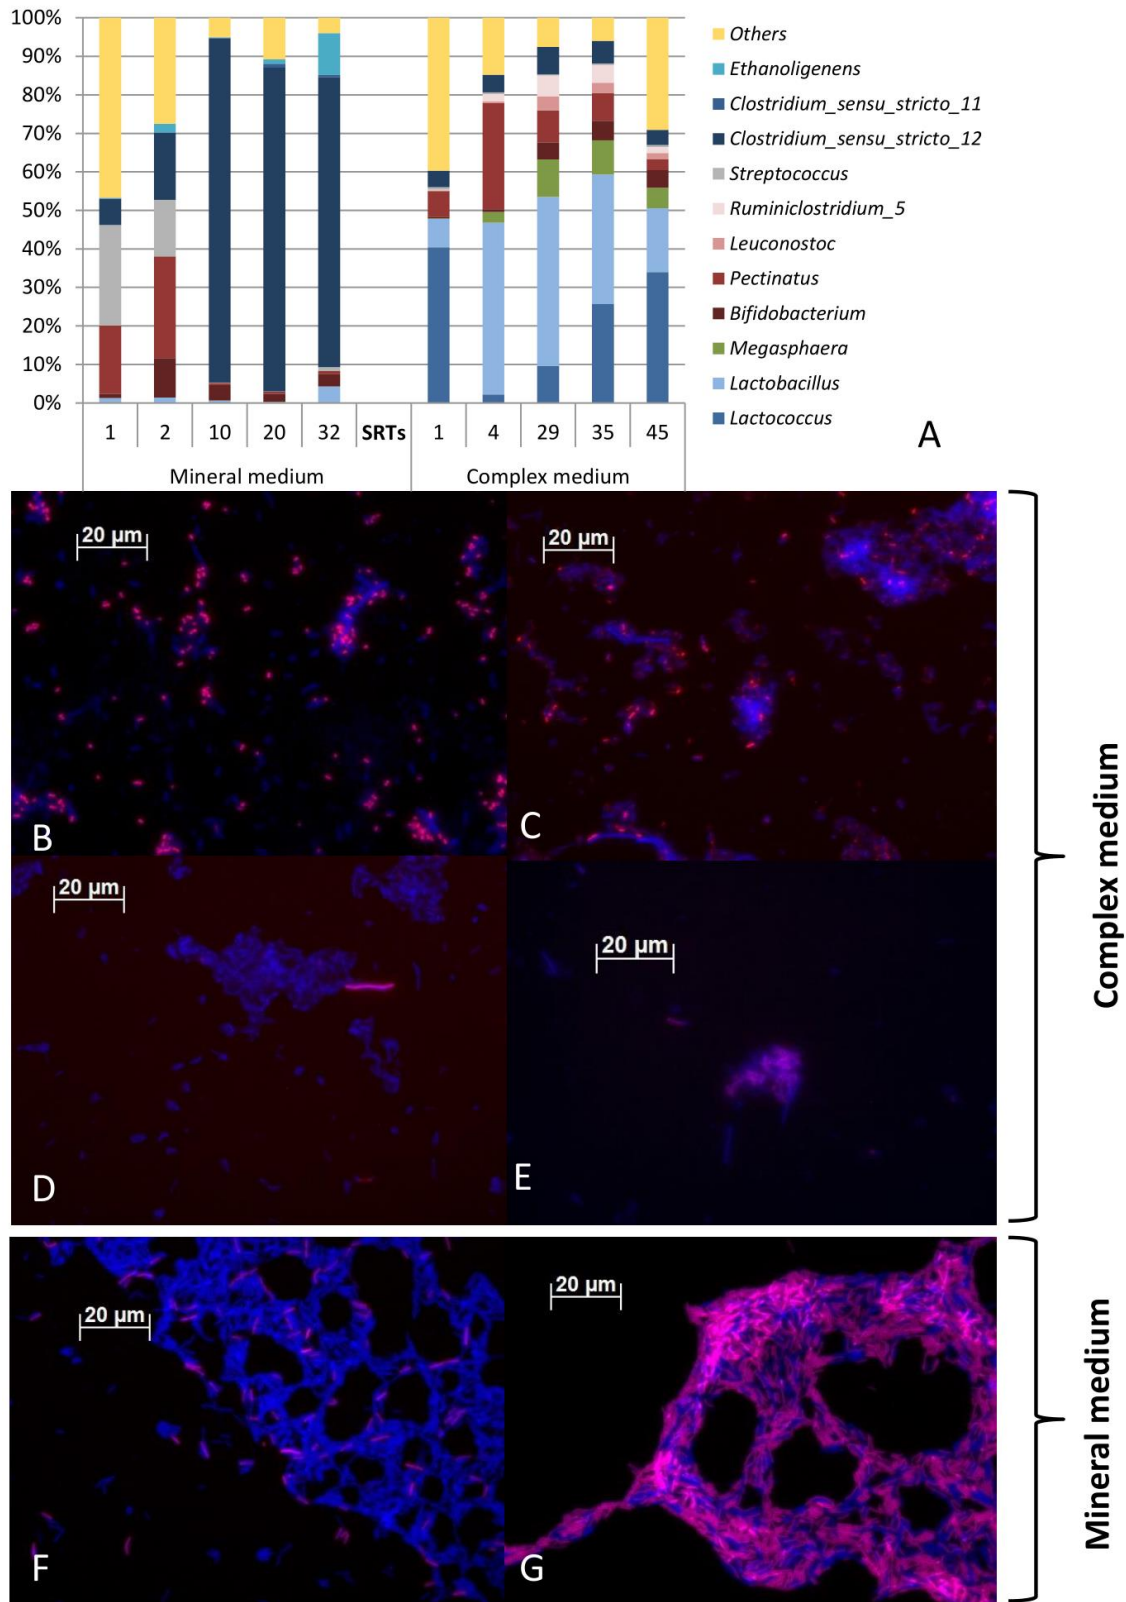 100%
90%
80%
70%
60%
50%
40%
30%
20%
10%
0%
1 2 10 20 32 SRTs 1 4 29 35 45
Mineral medium Complex medium
Others
Ethanoligenens
Clostridium_sensu_stricto_11
Clostridium_sensu_stricto_12
Streptococcus
Ruminiclostridium_5
Leuconostoc
Pectinatus
Bifidobacterium
Megasphaera
Lactobacillus
Lactococcus
A
20 µm
B
20 µm
C
20 µm
D
20 µm
E
Complex medium
20 µm
F
20 µm
G
Mineral medium